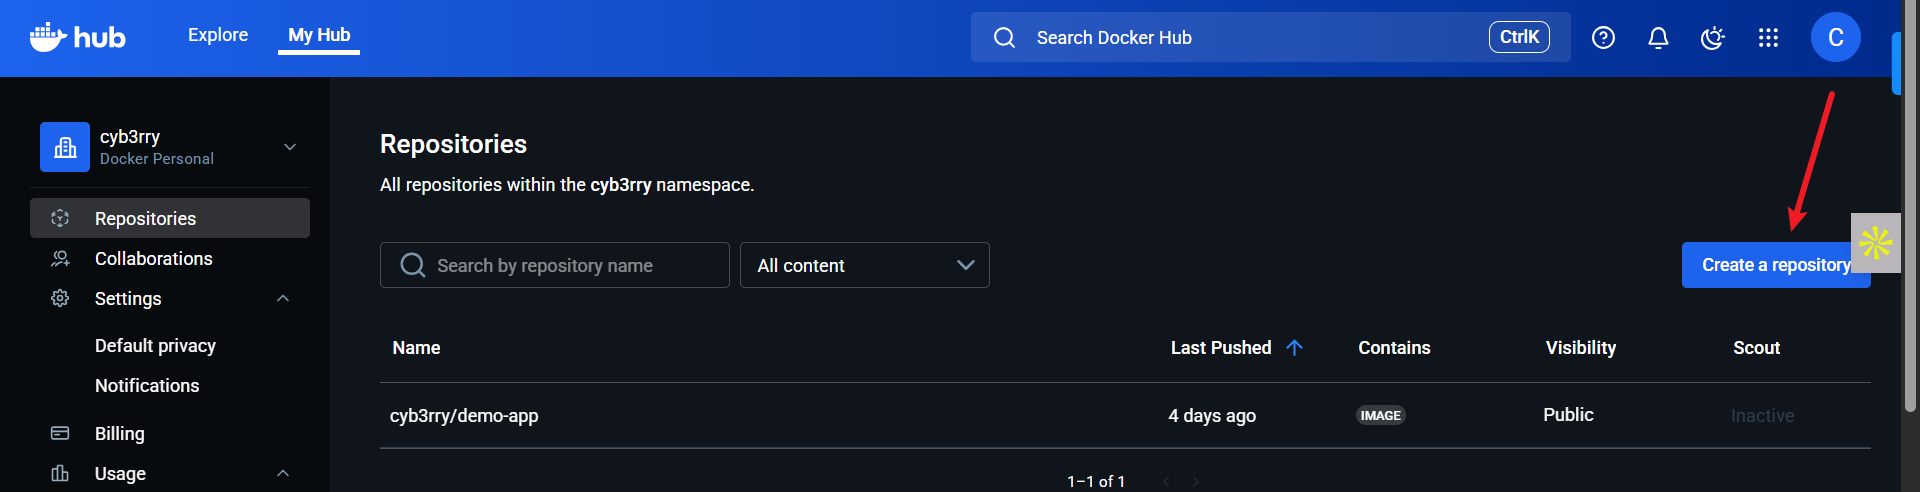 hub
Explore
My Hub
Search Docker Hub
CtrlK
C
cyb3rry
Docker Personal
Repositories
Collaborations
Settings
Default privacy
Notifications
Billing
Usage
Repositories
All repositories within the cyb3rry namespace.
Search by repository name
All content
Create a repository
Name
Last Pushed
Contains
Visibility
Scout
cyb3rry/demo-app
4 days ago
IMAGE
Public
Inactive
1–1 of 1